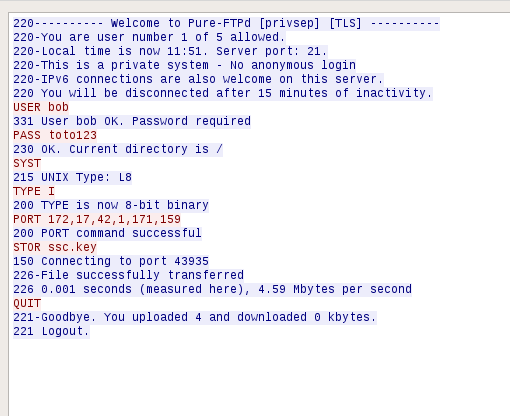 220---------- Welcome to Pure-FTPd [privsep] [TLS] ----------
220-You are user number 1 of 5 allowed.
220-Local time is now 11:51. Server port: 21.
220-This is a private system - No anonymous login
220-IPv6 connections are also welcome on this server.
220 You will be disconnected after 15 minutes of inactivity.
USER bob
331 User bob OK. Password required
PASS toto123
230 OK. Current directory is /
SYST
215 UNIX Type: L8
TYPE I
200 TYPE is now 8-bit binary
PORT 172,17,42,1,171,159
200 PORT command successful
STOR ssc.key
150 Connecting to port 43935
226-File successfully transferred
226 0.001 seconds (measured here), 4.59 Mbytes per second
QUIT
221-Goodbye. You uploaded 4 and downloaded 0 kbytes.
221 Logout.